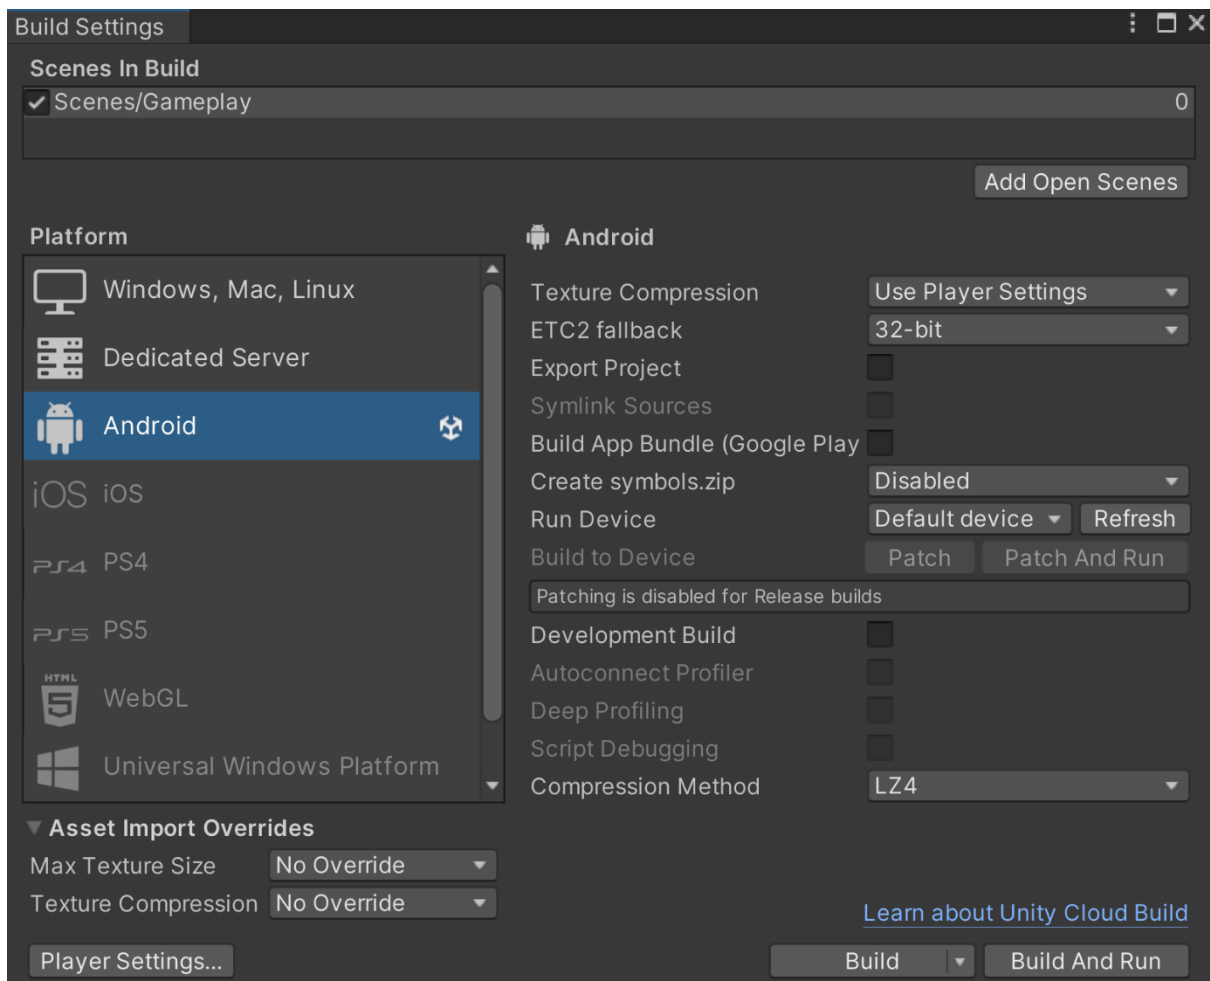 Build Settings
Scenes In Build
Scenes/Gameplay 0
Add Open Scenes
Platform
Windows, Mac, Linux
Dedicated Server
Android
iOS iOS
PS4 PS4
PS5 PS5
HTML 5 WebGL
Universal Windows Platform
Android
Texture Compression Use Player Settings
ETC2 fallback 32-bit
Export Project
Symlink Sources
Build App Bundle (Google Play
Create symbols.zip Disabled
Run Device Default device Refresh
Build to Device Patch Patch And Run
Patching is disabled for Release builds
Development Build
Autoconnect Profiler
Deep Profiling
Script Debugging
Compression Method LZ4
Asset Import Overrides
Max Texture Size No Override
Texture Compression No Override
Learn about Unity Cloud Build
Player Settings... Build Build And Run